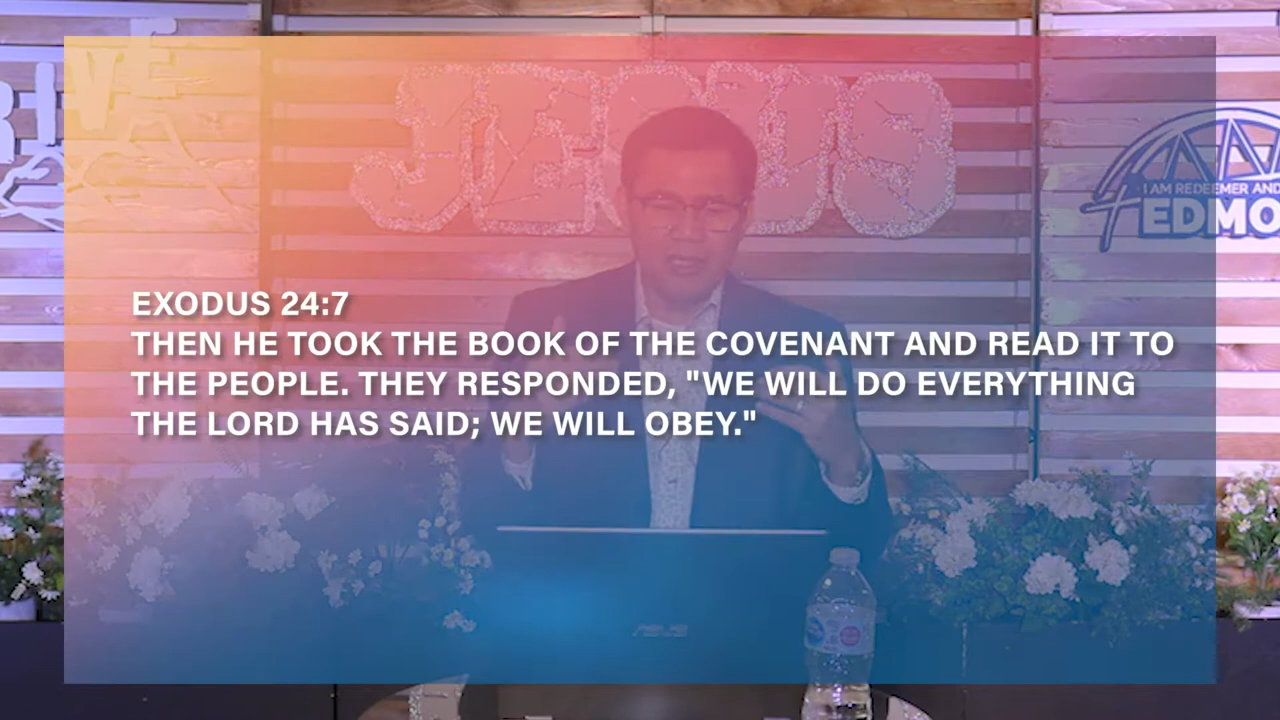 RIVE
JESUS
I AM REDEEMER AND
EDMO
EXODUS 24:7
THEN HE TOOK THE BOOK OF THE COVENANT AND READ IT TO
THE PEOPLE. THEY RESPONDED, "WE WILL DO EVERYTHING
THE LORD HAS SAID; WE WILL OBEY."